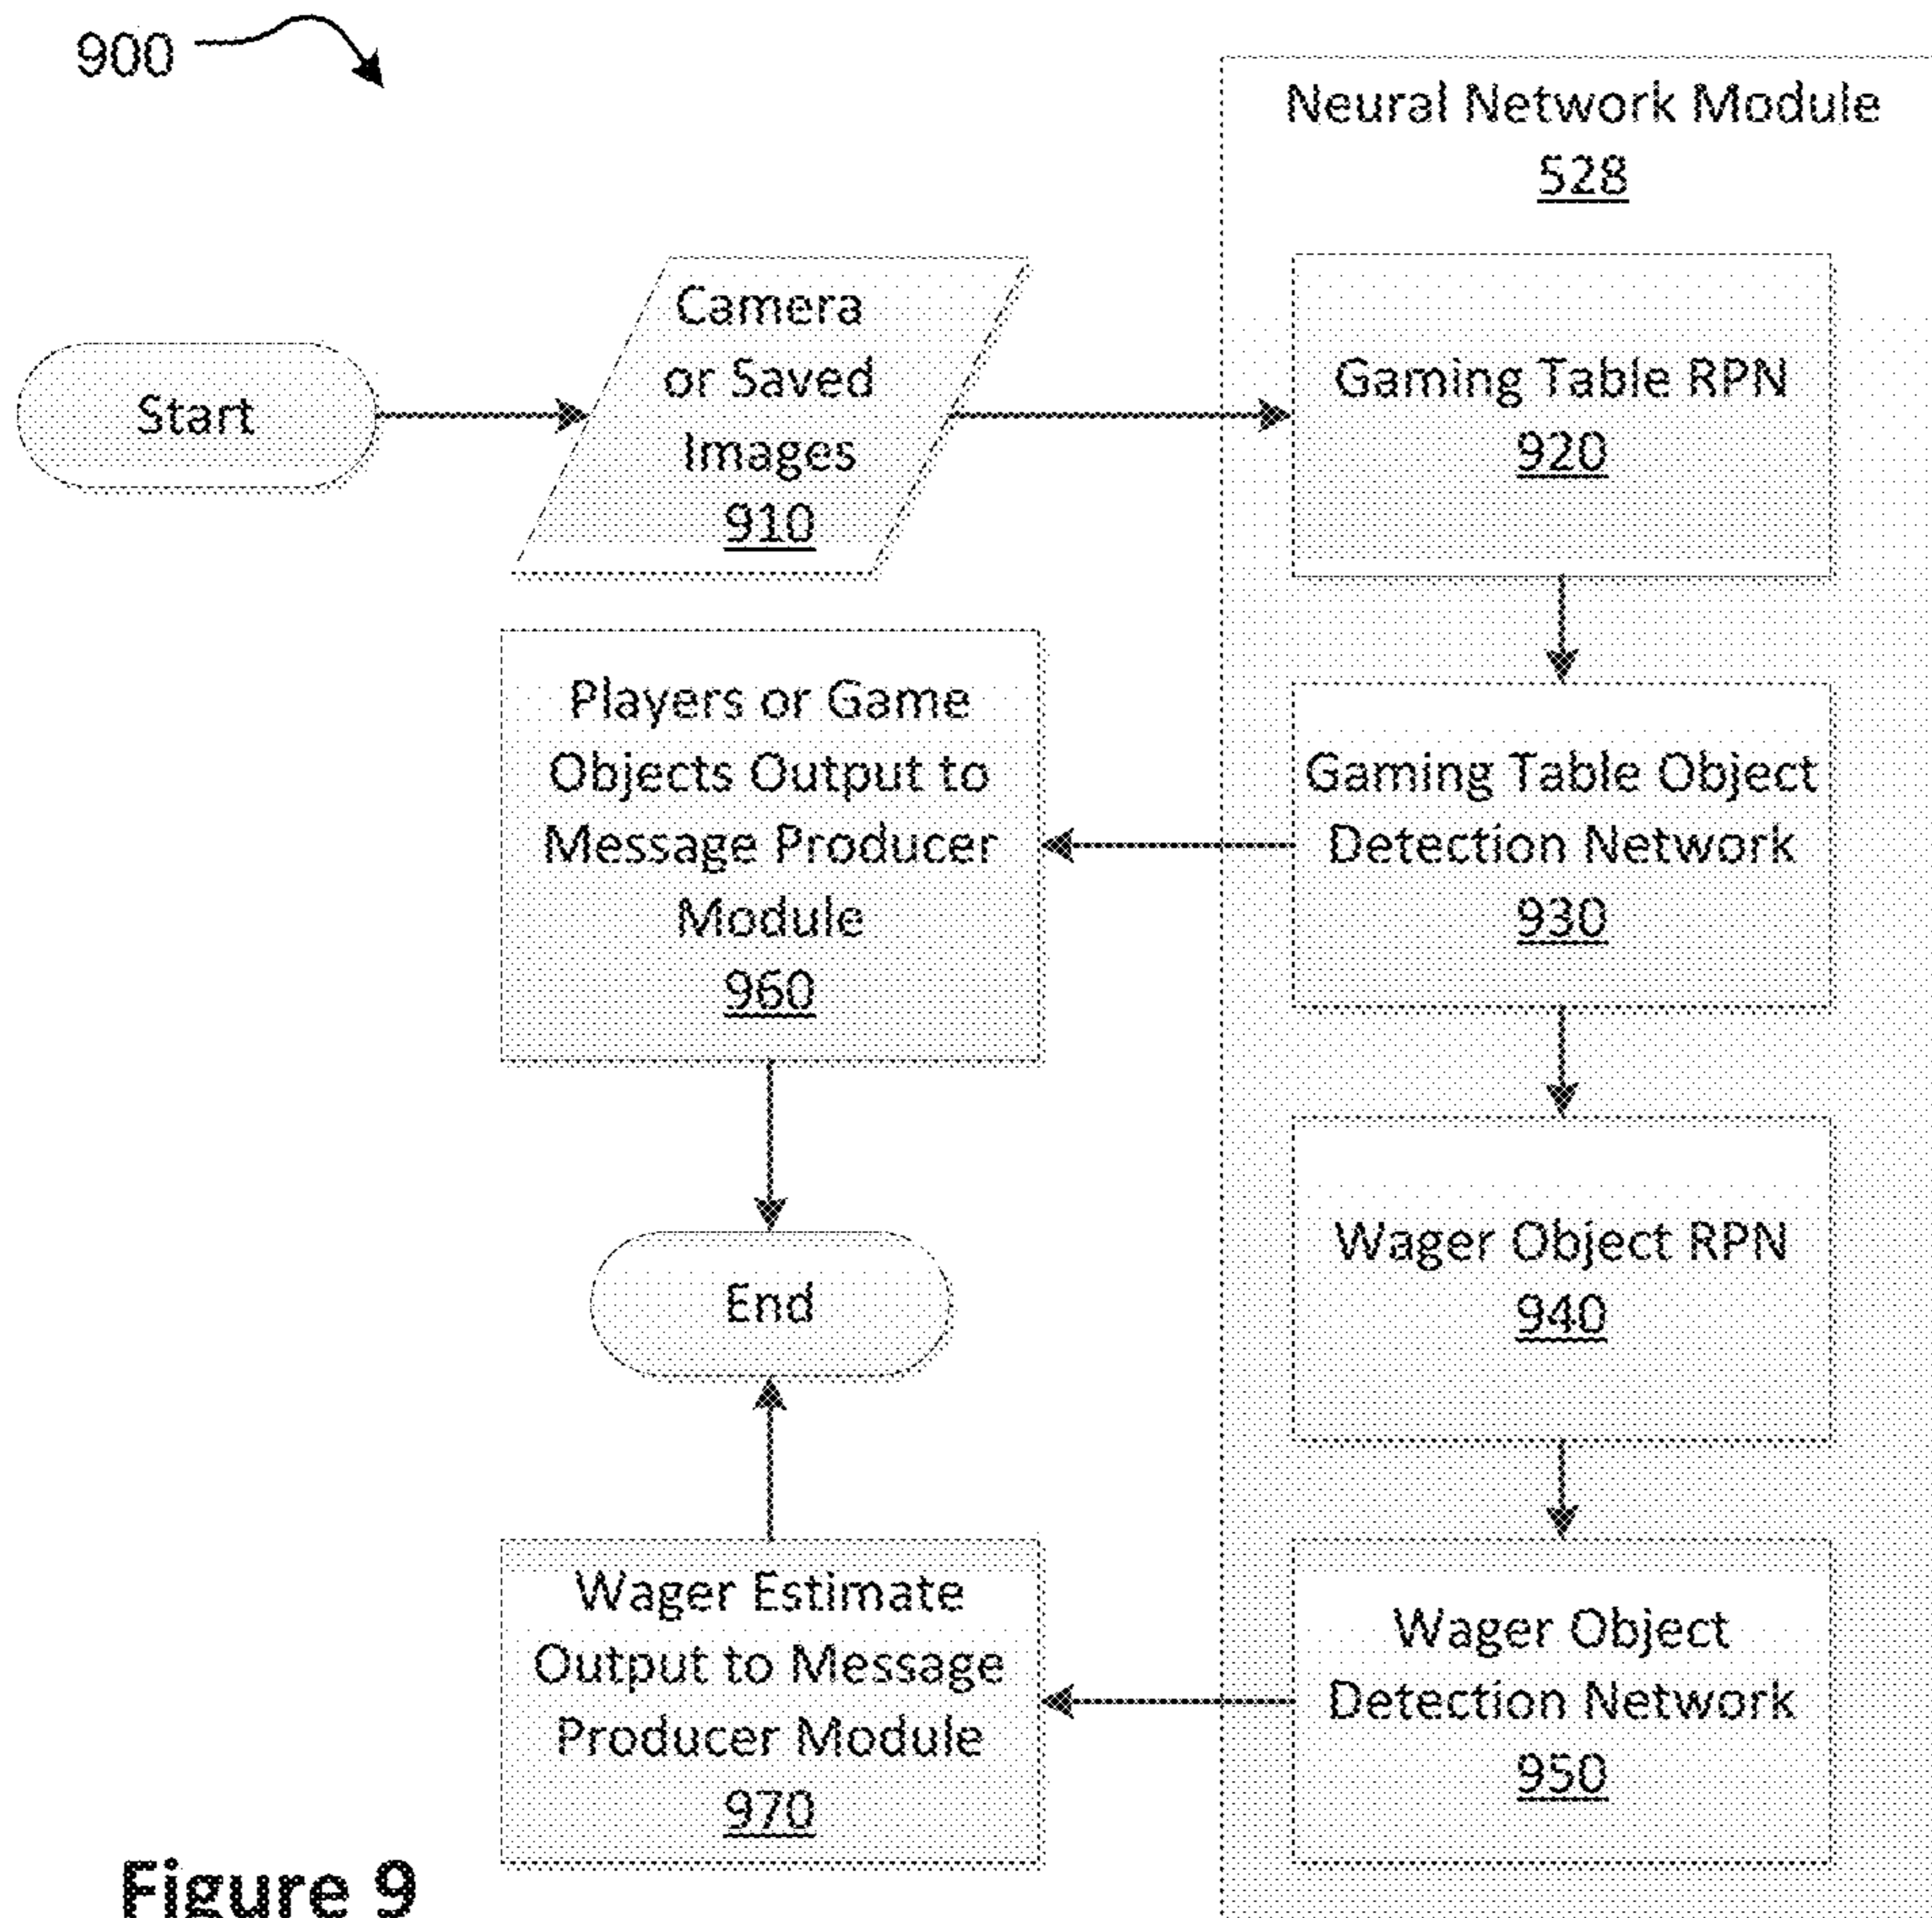 900
Neural Network Module
528
Start
Camera
or Saved
Images
910
Gaming Table RPN
920
Players or Game
Objects Output to
Message Producer
Module
960
Gaming Table Object
Detection Network
930
End
Wager Object RPN
940
Wager Estimate
Output to Message
Producer Module
970
Wager Object
Detection Network
950
Figure 9